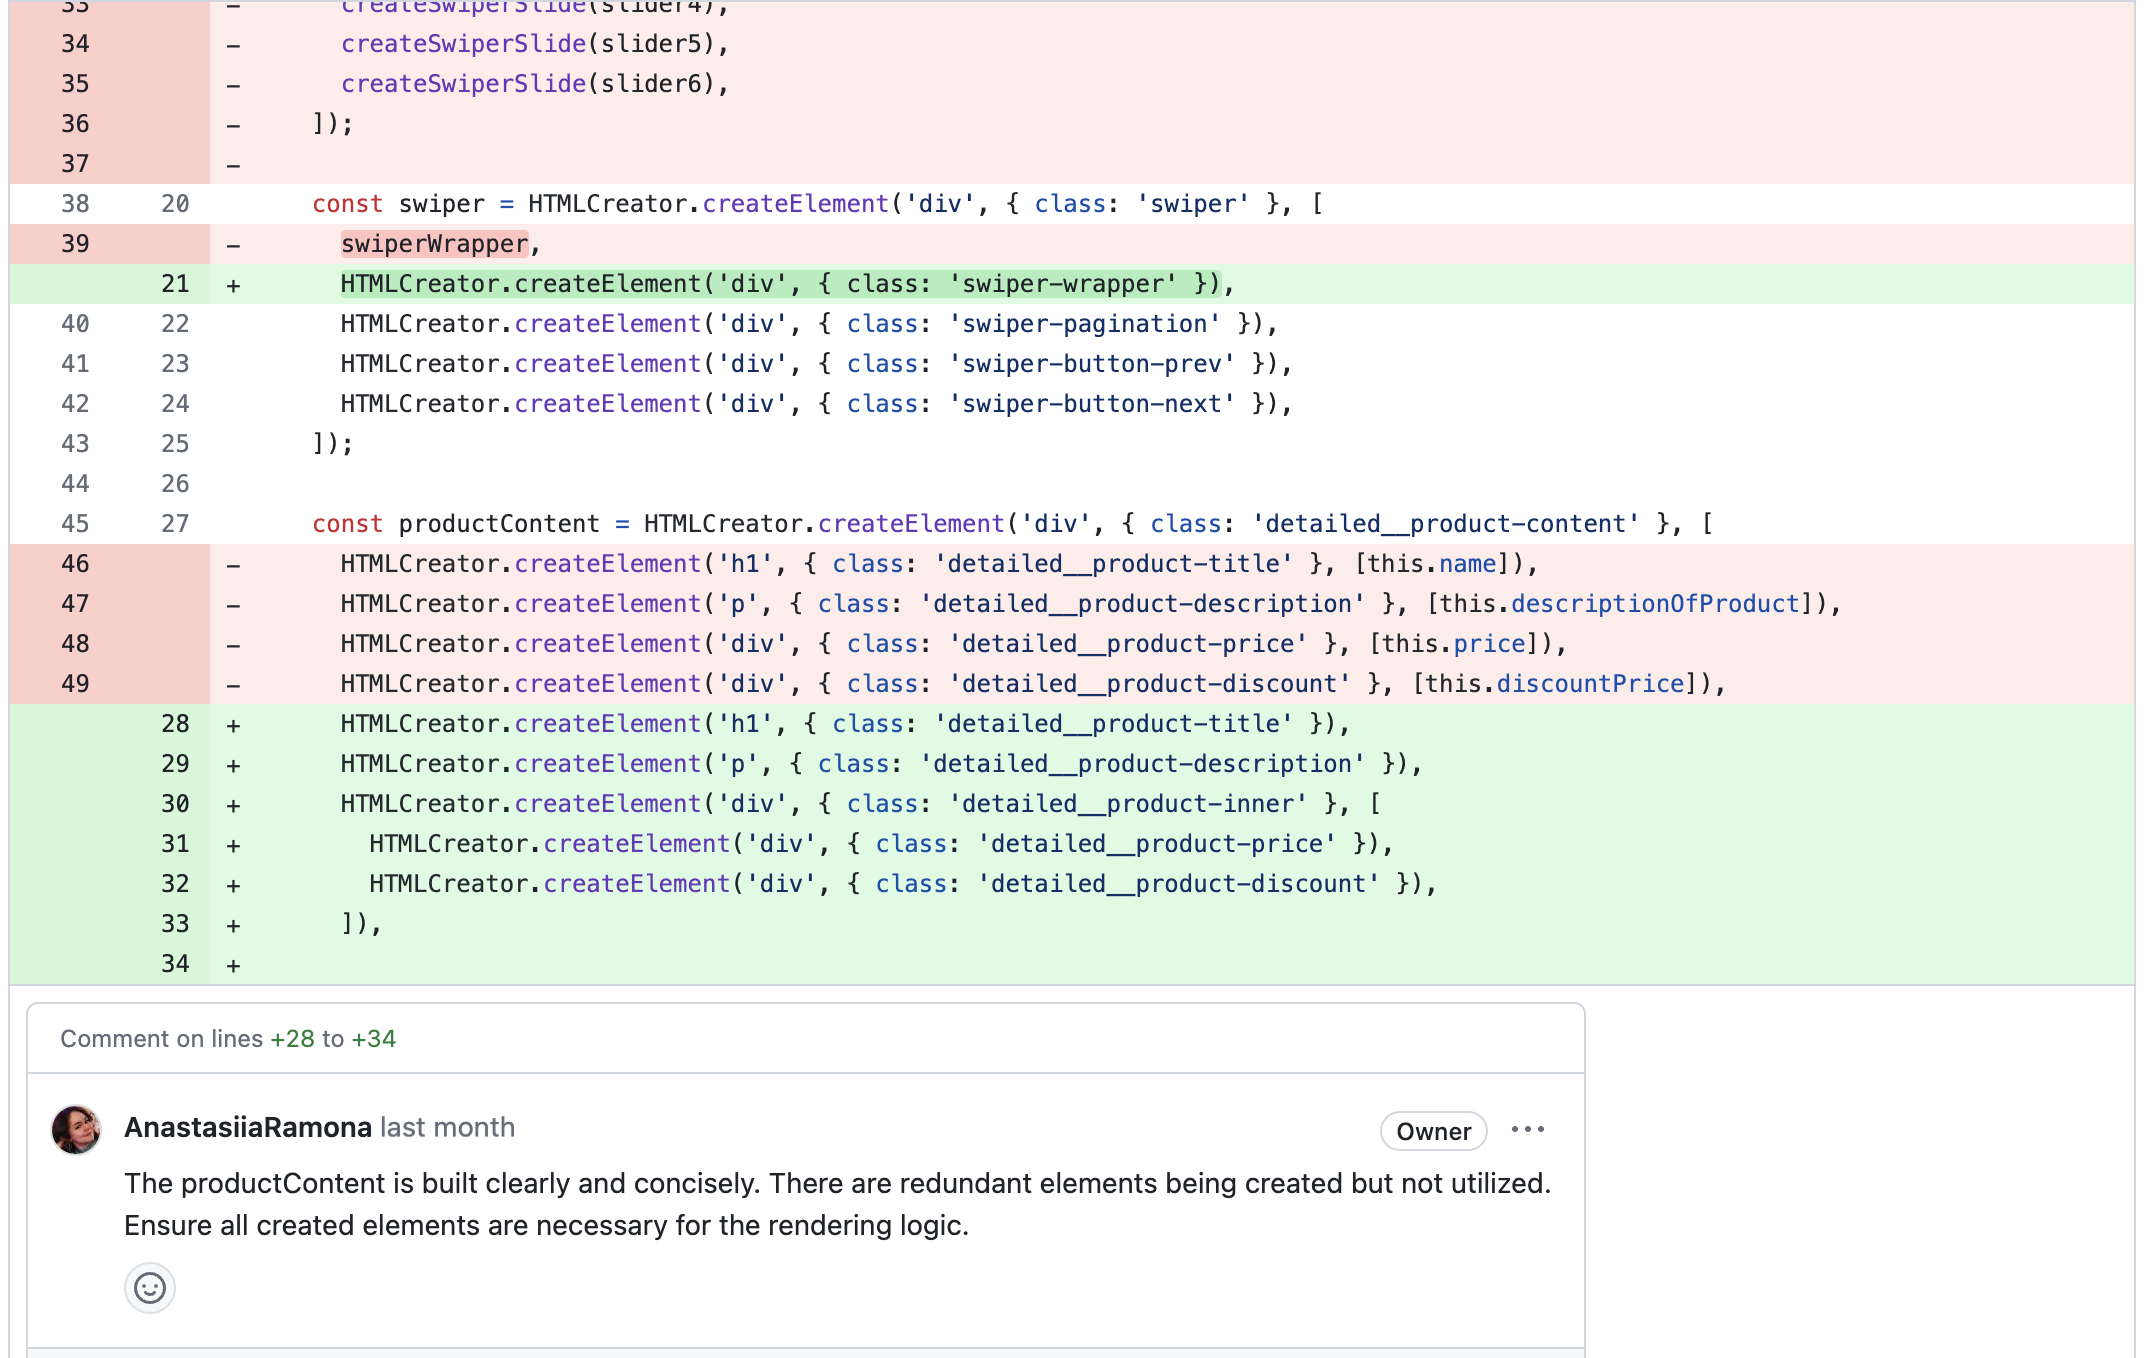 33 − createSwiperSlide(slider4),
34 − createSwiperSlide(slider5),
35 − createSwiperSlide(slider6),
36 − ]);
37 −
38 20 const swiper = HTMLCreator.createElement('div', { class: 'swiper' }, [
39 − swiperWrapper,
21 + HTMLCreator.createElement('div', { class: 'swiper-wrapper' }),
40 22 HTMLCreator.createElement('div', { class: 'swiper-pagination' }),
41 23 HTMLCreator.createElement('div', { class: 'swiper-button-prev' }),
42 24 HTMLCreator.createElement('div', { class: 'swiper-button-next' }),
43 25 ]);
44 26
45 27 const productContent = HTMLCreator.createElement('div', { class: 'detailed__product-content' }, [
46 − HTMLCreator.createElement('h1', { class: 'detailed__product-title' }, [this.name]),
47 − HTMLCreator.createElement('p', { class: 'detailed__product-description' }, [this.descriptionOfProduct]),
48 − HTMLCreator.createElement('div', { class: 'detailed__product-price' }, [this.price]),
49 − HTMLCreator.createElement('div', { class: 'detailed__product-discount' }, [this.discountPrice]),
28 + HTMLCreator.createElement('h1', { class: 'detailed__product-title' }),
29 + HTMLCreator.createElement('p', { class: 'detailed__product-description' }),
30 + HTMLCreator.createElement('div', { class: 'detailed__product-inner' }, [
31 + HTMLCreator.createElement('div', { class: 'detailed__product-price' }),
32 + HTMLCreator.createElement('div', { class: 'detailed__product-discount' }),
33 + ]),
34 +
Comment on lines +28 to +34
AnastasiiaRamona last month Owner ...
The productContent is built clearly and concisely. There are redundant elements being created but not utilized.
Ensure all created elements are necessary for the rendering logic.